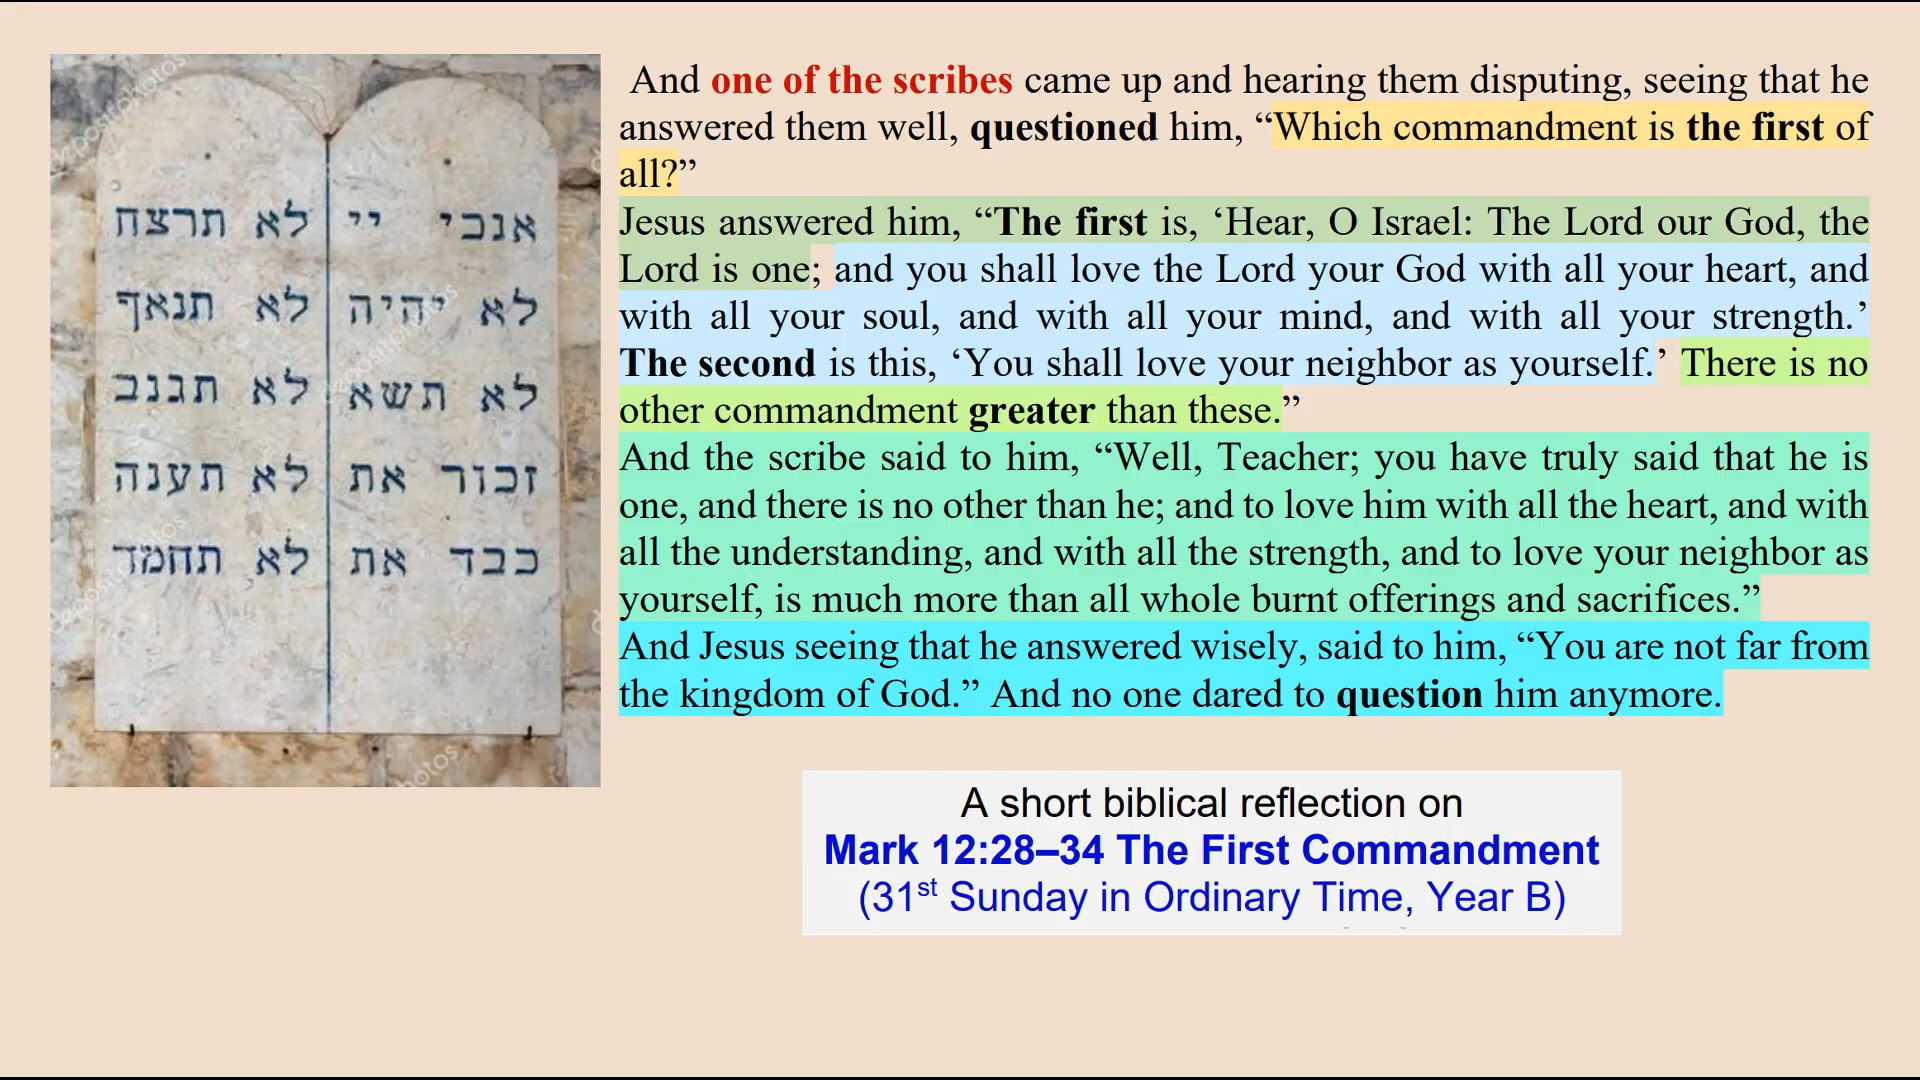 אנכי יי
לא יהיה
לא תשא
זכור את
כבד את
לא תרצח
לא תנאף
לא תגנב
לא תענה
לא תחמד
And one of the scribes came up and hearing them disputing, seeing that he
answered them well, questioned him, “Which commandment is the first of
all?”
Jesus answered him, “The first is, ‘Hear, O Israel: The Lord our God, the
Lord is one; and you shall love the Lord your God with all your heart, and
with all your soul, and with all your mind, and with all your strength.’
The second is this, ‘You shall love your neighbor as yourself.’ There is no
other commandment greater than these.”
And the scribe said to him, “Well, Teacher; you have truly said that he is
one, and there is no other than he; and to love him with all the heart, and with
all the understanding, and with all the strength, and to love your neighbor as
yourself, is much more than all whole burnt offerings and sacrifices.”
And Jesus seeing that he answered wisely, said to him, “You are not far from
the kingdom of God.” And no one dared to question him anymore.
A short biblical reflection on
Mark 12:28–34 The First Commandment
(31st Sunday in Ordinary Time, Year B)